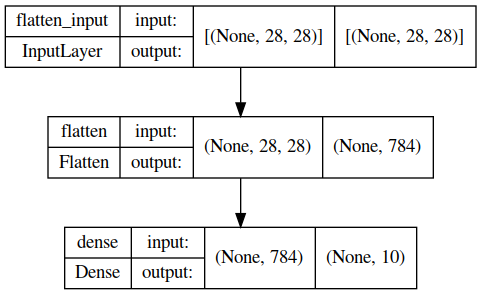 flatten_input input: [(None, 28, 28)] [(None, 28, 28)]
InputLayer output:
flatten input: (None, 28, 28) (None, 784)
Flatten output:
dense input: (None, 784) (None, 10)
Dense output: